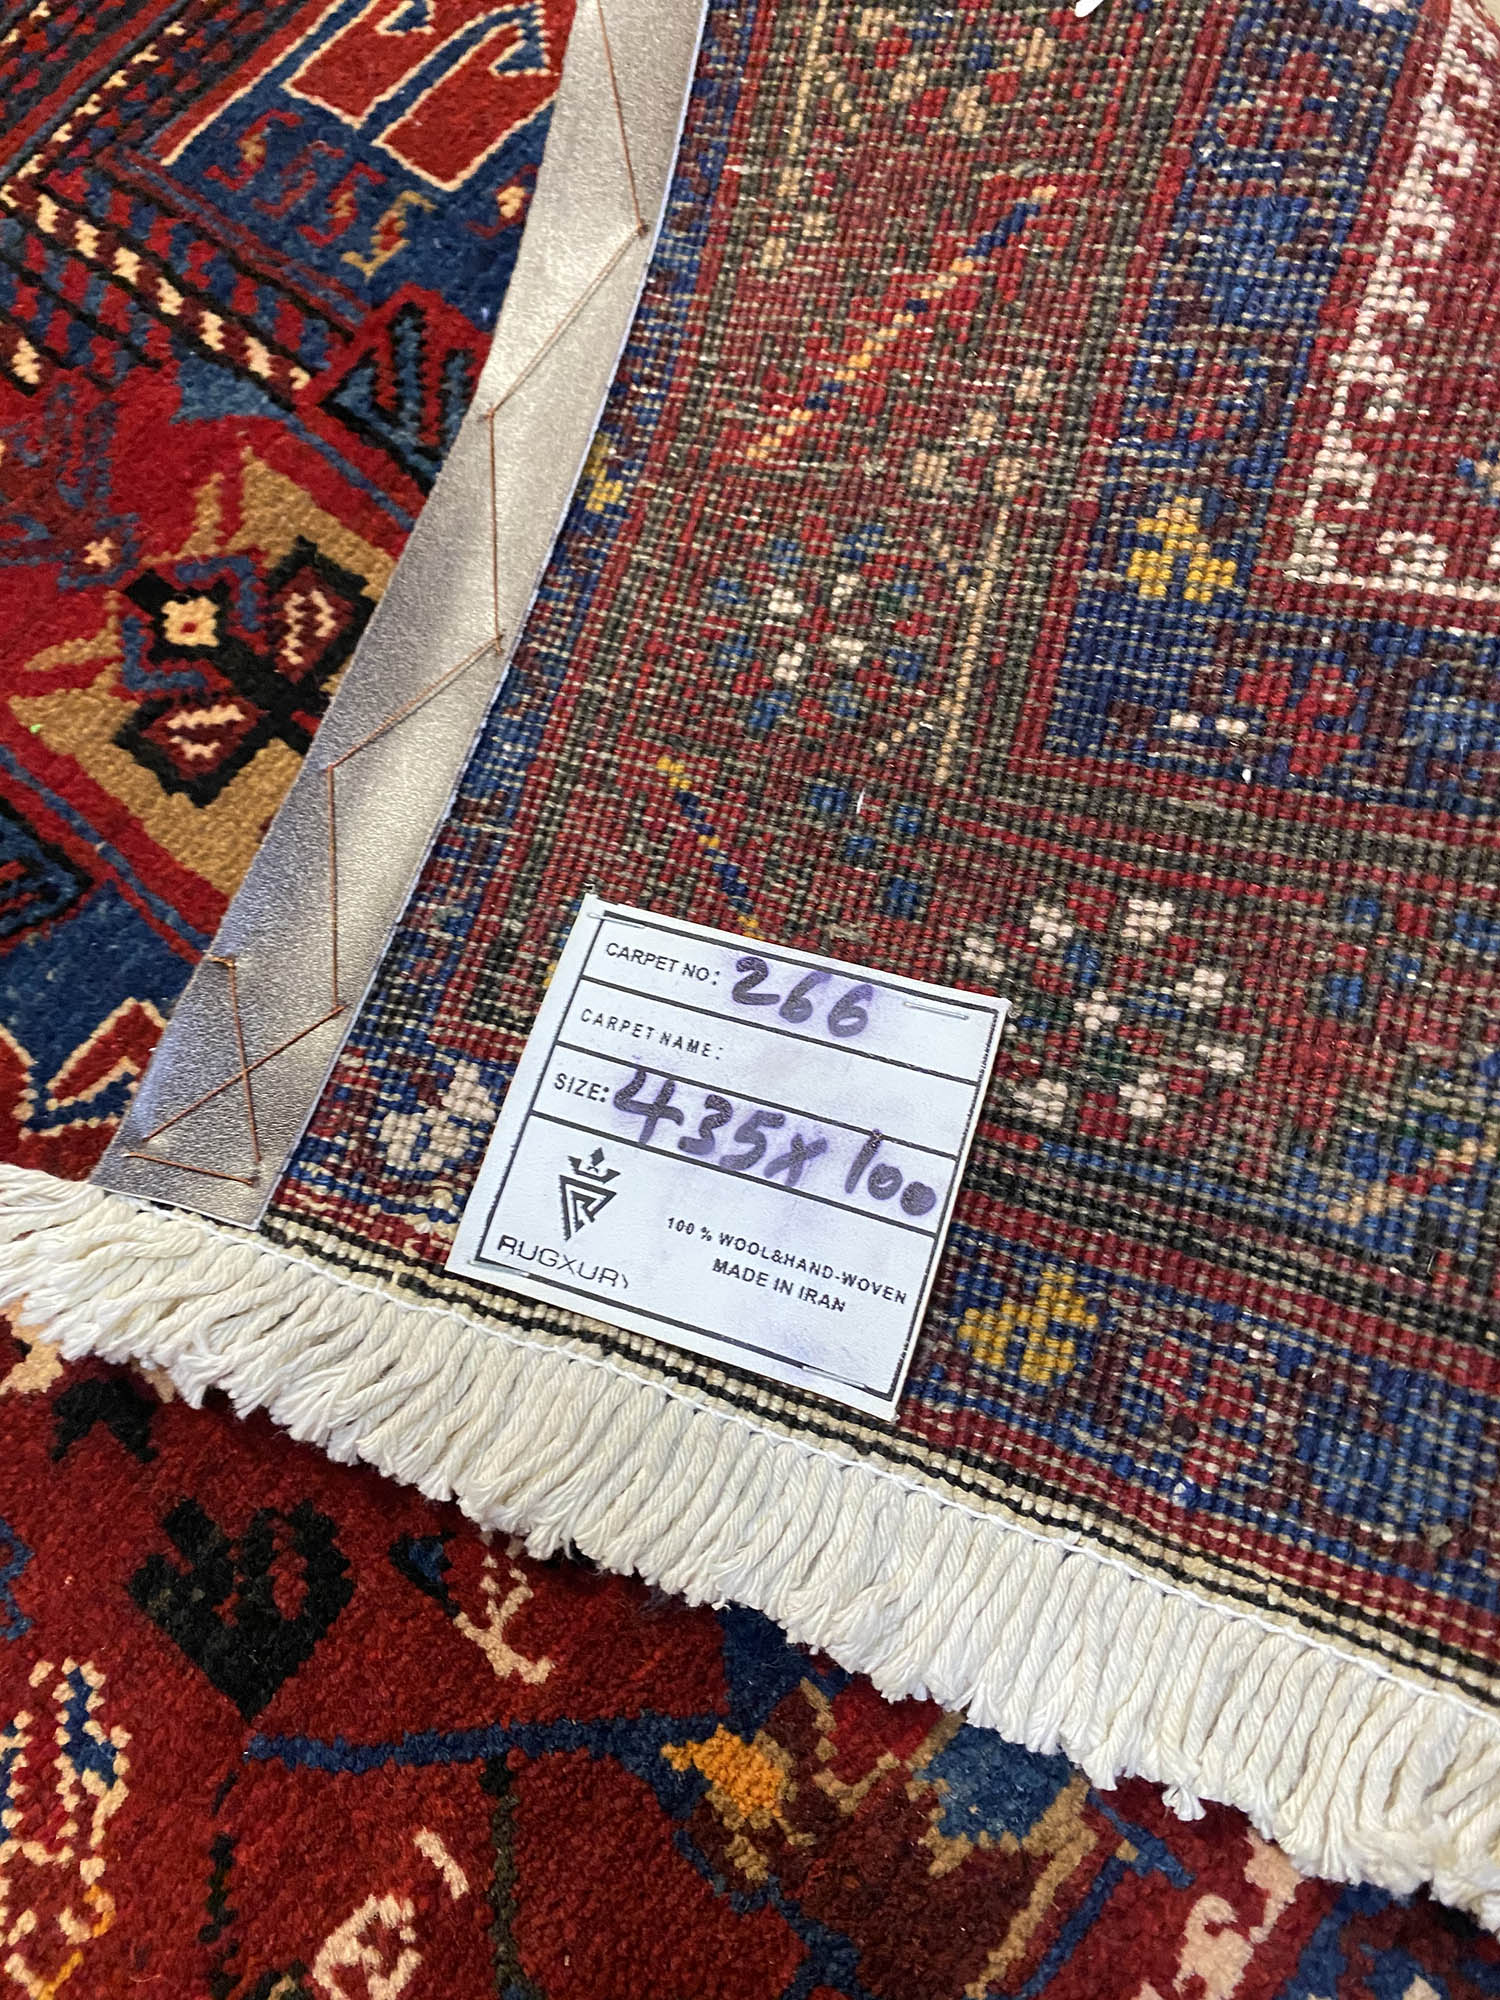 CARPET NO: 266
CARPET NAME:
SIZE: 435x100
RUGXURY
100 % WOOL&HAND-WOVEN
MADE IN IRAN